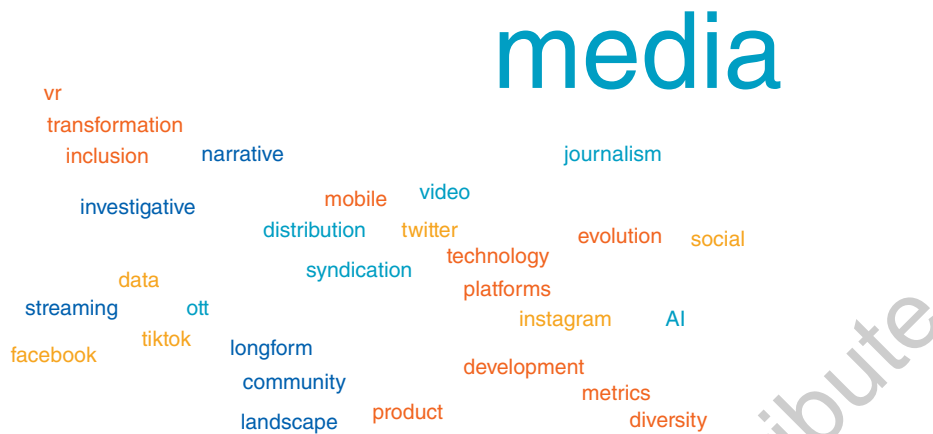 media
vr
transformation
inclusion
narrative
journalism
video
mobile
investigative
distribution
twitter
evolution
social
technology
syndication
data
platforms
streaming
ott
instagram
AI
tiktok
longform
facebook
development
community
metrics
product
diversity
landscape
ibute